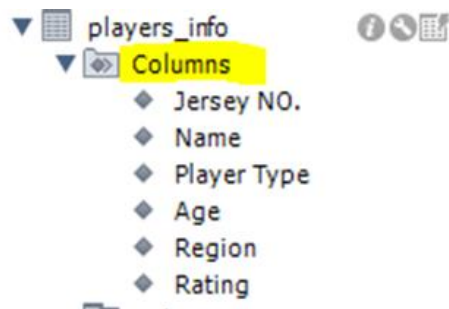 players_info
Columns
Jersey NO.
Name
Player Type
Age
Region
Rating